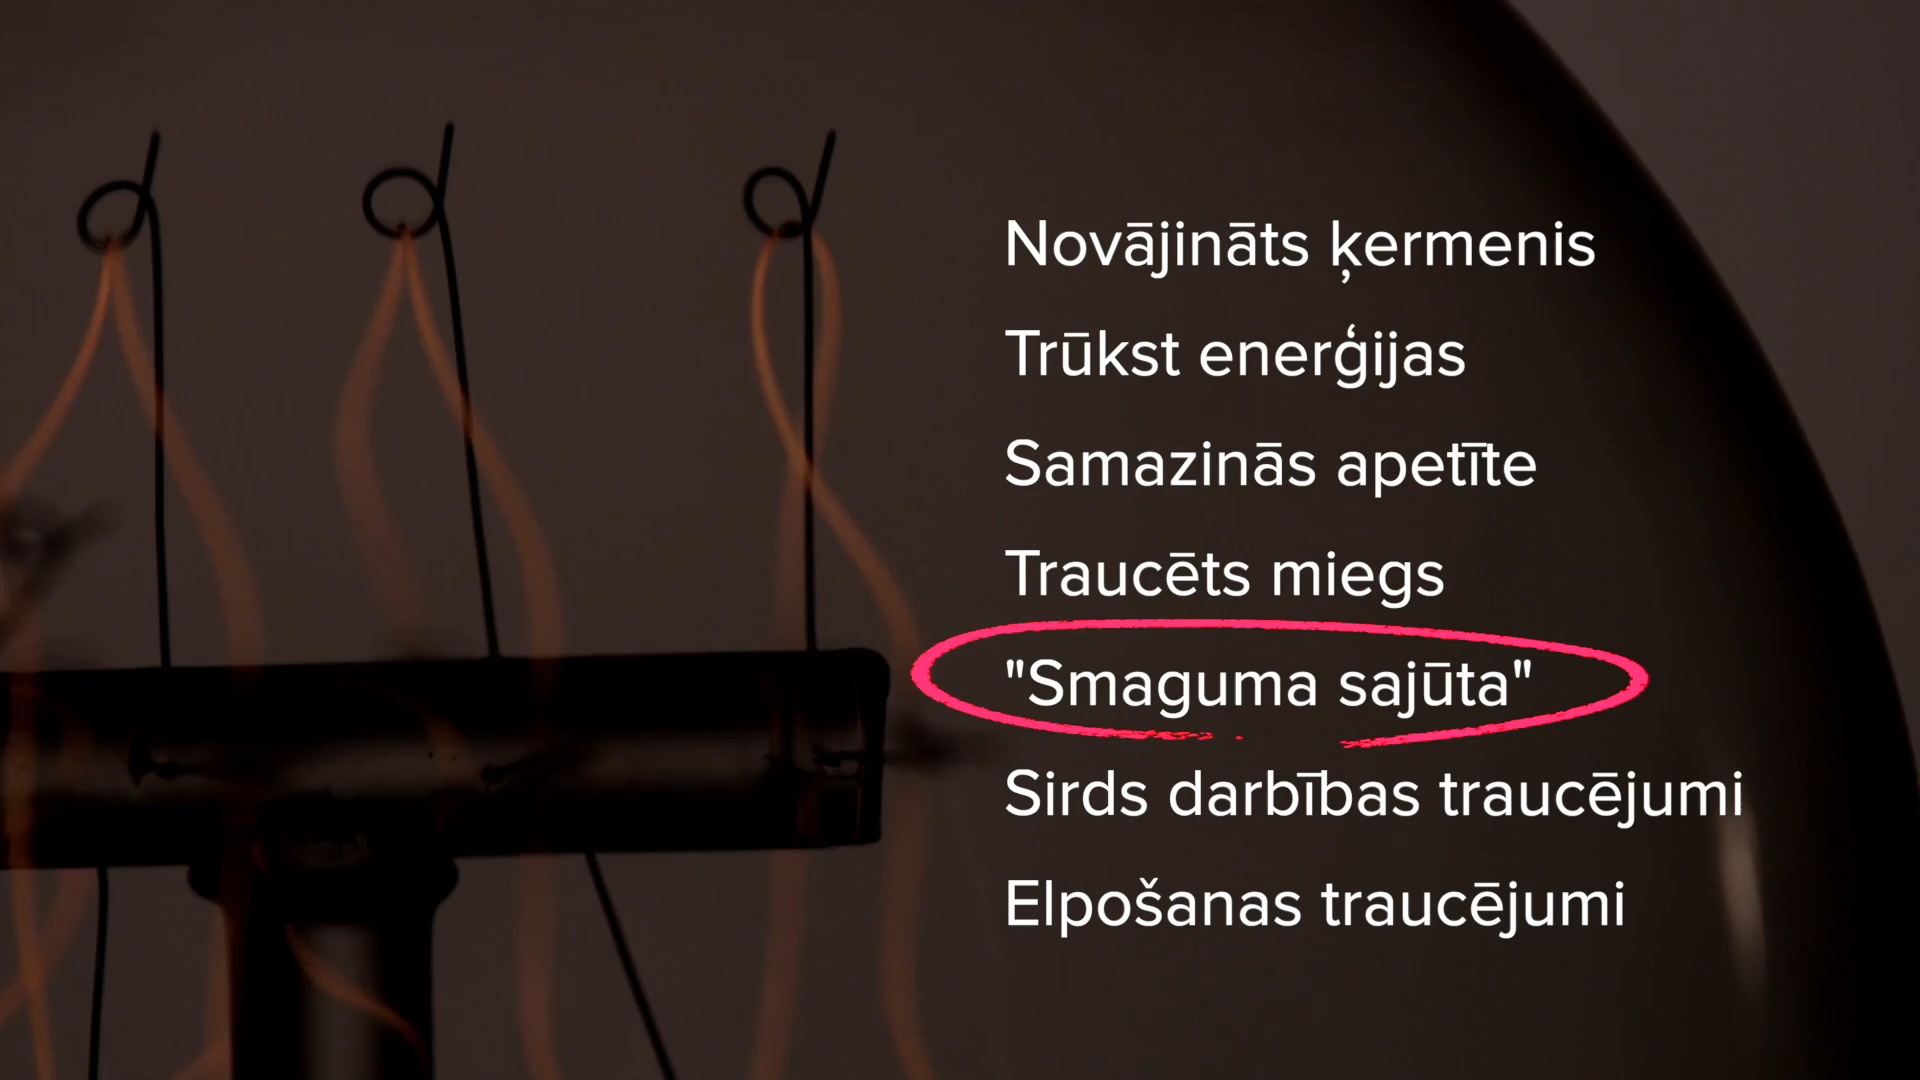 Novājināts ķermenis
Trūkst enerģijas
Samazinās apetīte
Traucēts miegs
"Smaguma sajūta"
Sirds darbības traucējumi
Elpošanas traucējumi